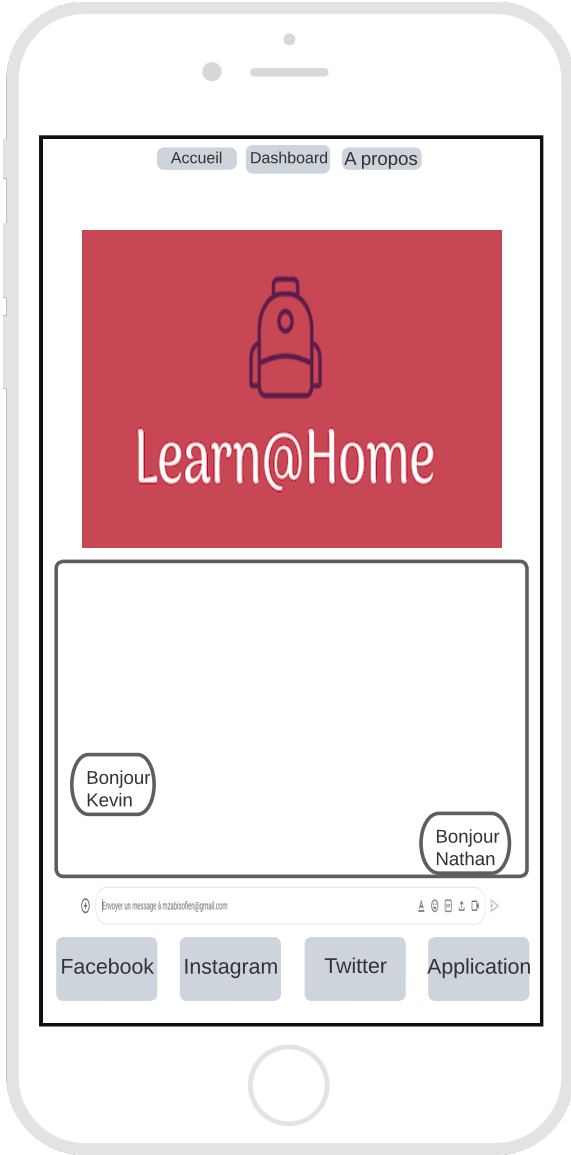 Accueil Dashboard A propos
Learn@Home
Bonjour
Kevin
Bonjour
Nathan
Envoyer un message à mzabisofien@gmail.com
Facebook Instagram Twitter Application